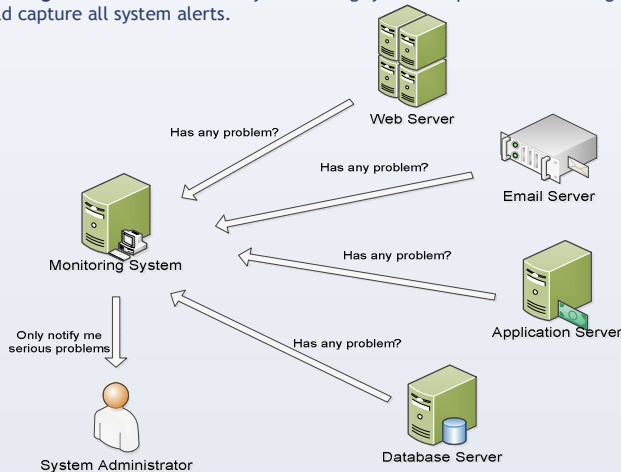 d capture all system alerts.
Web Server
Has any problem?
Has any problem?
Email Server
Monitoring System
Has any problem?
Application Server
Only notify me
serious problems
Has any problem?
System Administrator
Database Server